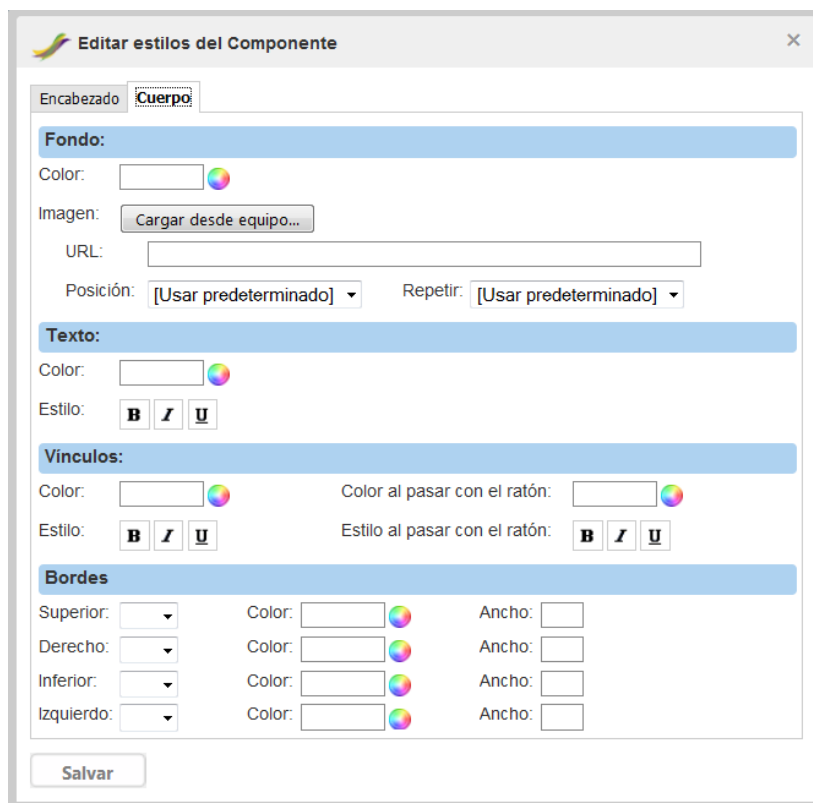 Editar estilos del Componente ×
Encabezado Cuerpo
Fondo:
Color:
Imagen: Cargar desde equipo...
URL:
Posición: [Usar predeterminado] Repetir: [Usar predeterminado]
Texto:
Color:
Estilo: B I U
Vínculos:
Color: Color al pasar con el ratón:
Estilo: B I U Estilo al pasar con el ratón: B I U
Bordes
Superior: Color: Ancho:
Derecho: Color: Ancho:
Inferior: Color: Ancho:
Izquierdo: Color: Ancho:
Salvar